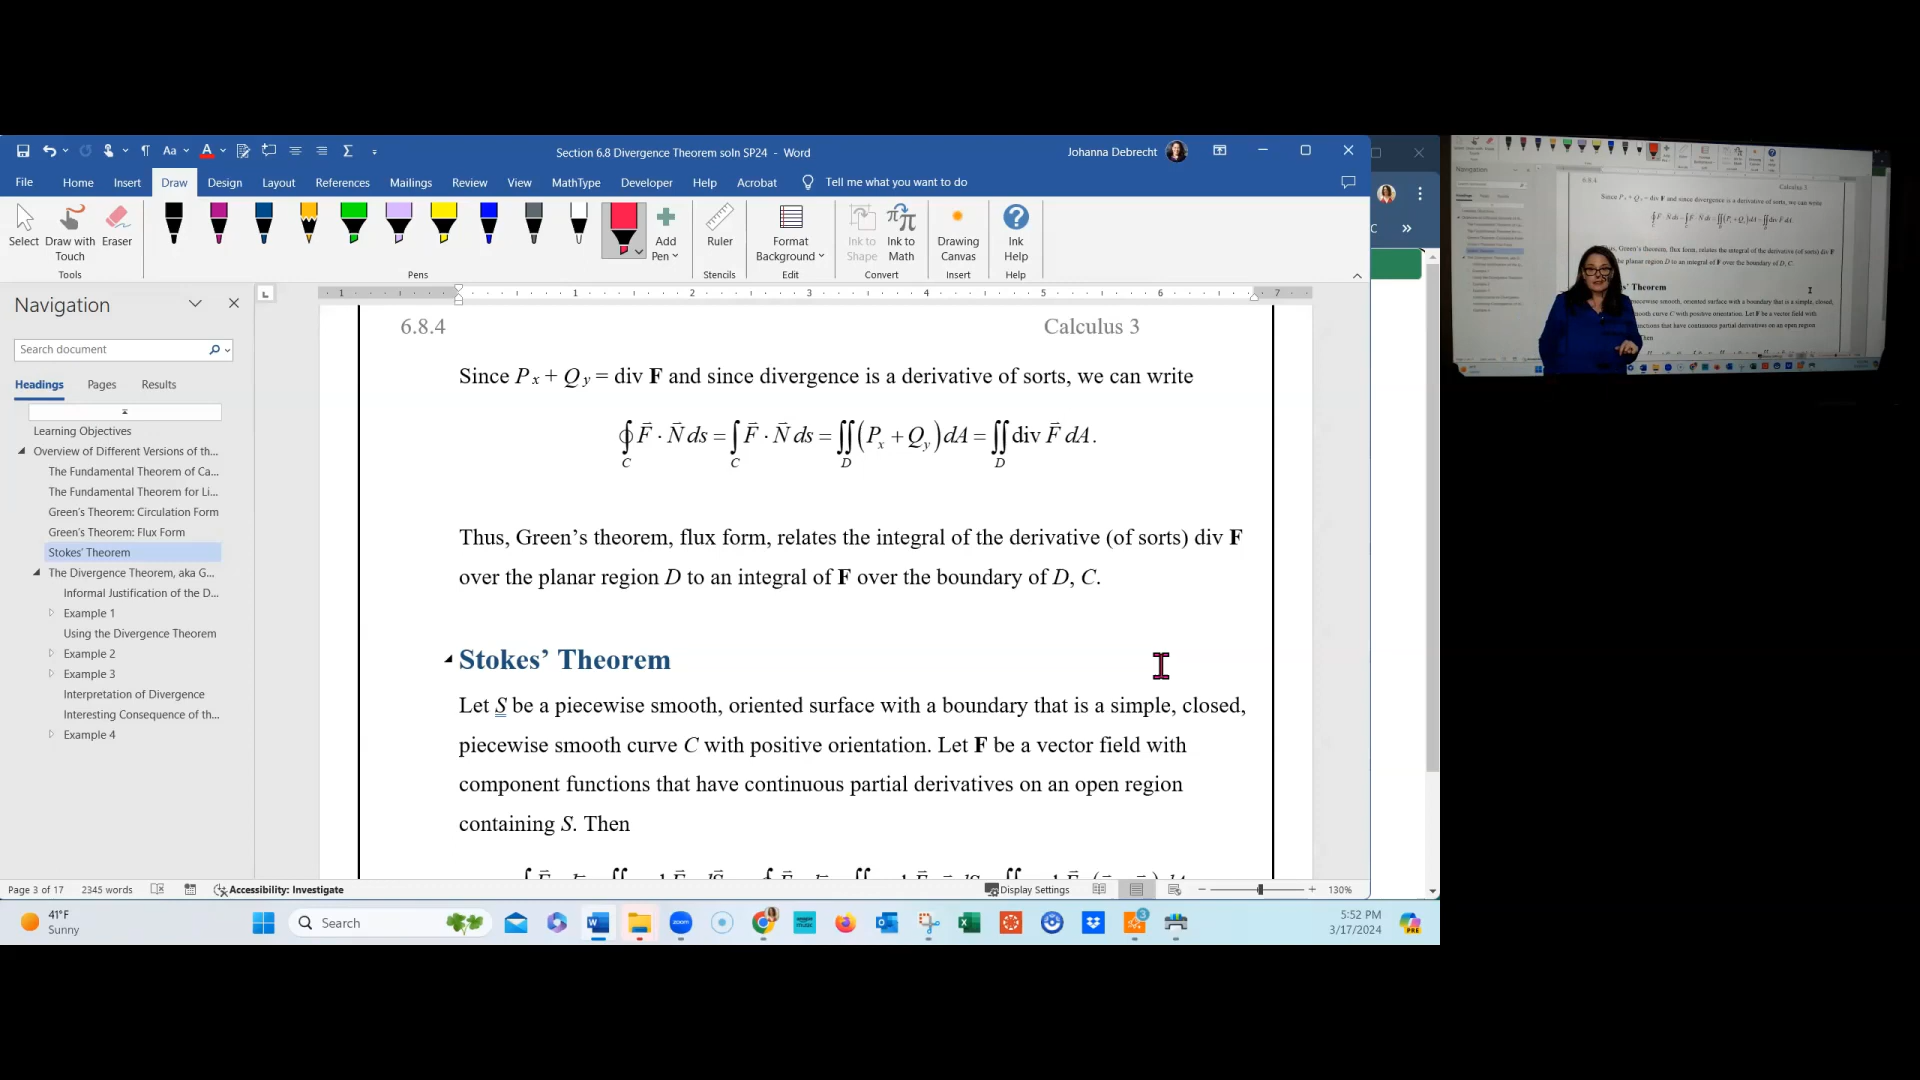 Section 6.8 Divergence Theorem soln SP24 - Word
Johanna Debrecht
File Home Insert Draw Design Layout References Mailings Review View MathType Developer Help Acrobat Tell me what you want to do
Select Draw with Touch Eraser
Add Pen
Ruler
Format Background
Ink to Shape
Ink to Math
Drawing Canvas
Ink Help
Tools Pens Stencils Edit Convert Insert Help
Navigation
Search document
Headings Pages Results
Learning Objectives
Overview of Different Versions of th...
The Fundamental Theorem of Ca...
The Fundamental Theorem for Li...
Green's Theorem: Circulation Form
Green's Theorem: Flux Form
Stokes' Theorem
The Divergence Theorem, aka G...
Informal Justification of the D...
Example 1
Using the Divergence Theorem
Example 2
Example 3
Interpretation of Divergence
Interesting Consequence of th...
Example 4
1 1 2 3 4 5 6 7
6.8.4 Calculus 3
Since Pₓ + Q_y = div F and since divergence is a derivative of sorts, we can write
∮_C F⃗ · N⃗ ds = ∫_C F⃗ · N⃗ ds = ∬_D (Pₓ + Q_y) dA = ∬_D div F⃗ dA.
Thus, Green's theorem, flux form, relates the integral of the derivative (of sorts) div F
over the planar region D to an integral of F over the boundary of D, C.
Stokes' Theorem
Let S be a piecewise smooth, oriented surface with a boundary that is a simple, closed,
piecewise smooth curve C with positive orientation. Let F be a vector field with
component functions that have continuous partial derivatives on an open region
containing S. Then
Page 3 of 17 2345 words Accessibility: Investigate Display Settings 130%
41°F
Sunny
Search
3
5:52 PM
3/17/2024
PRE